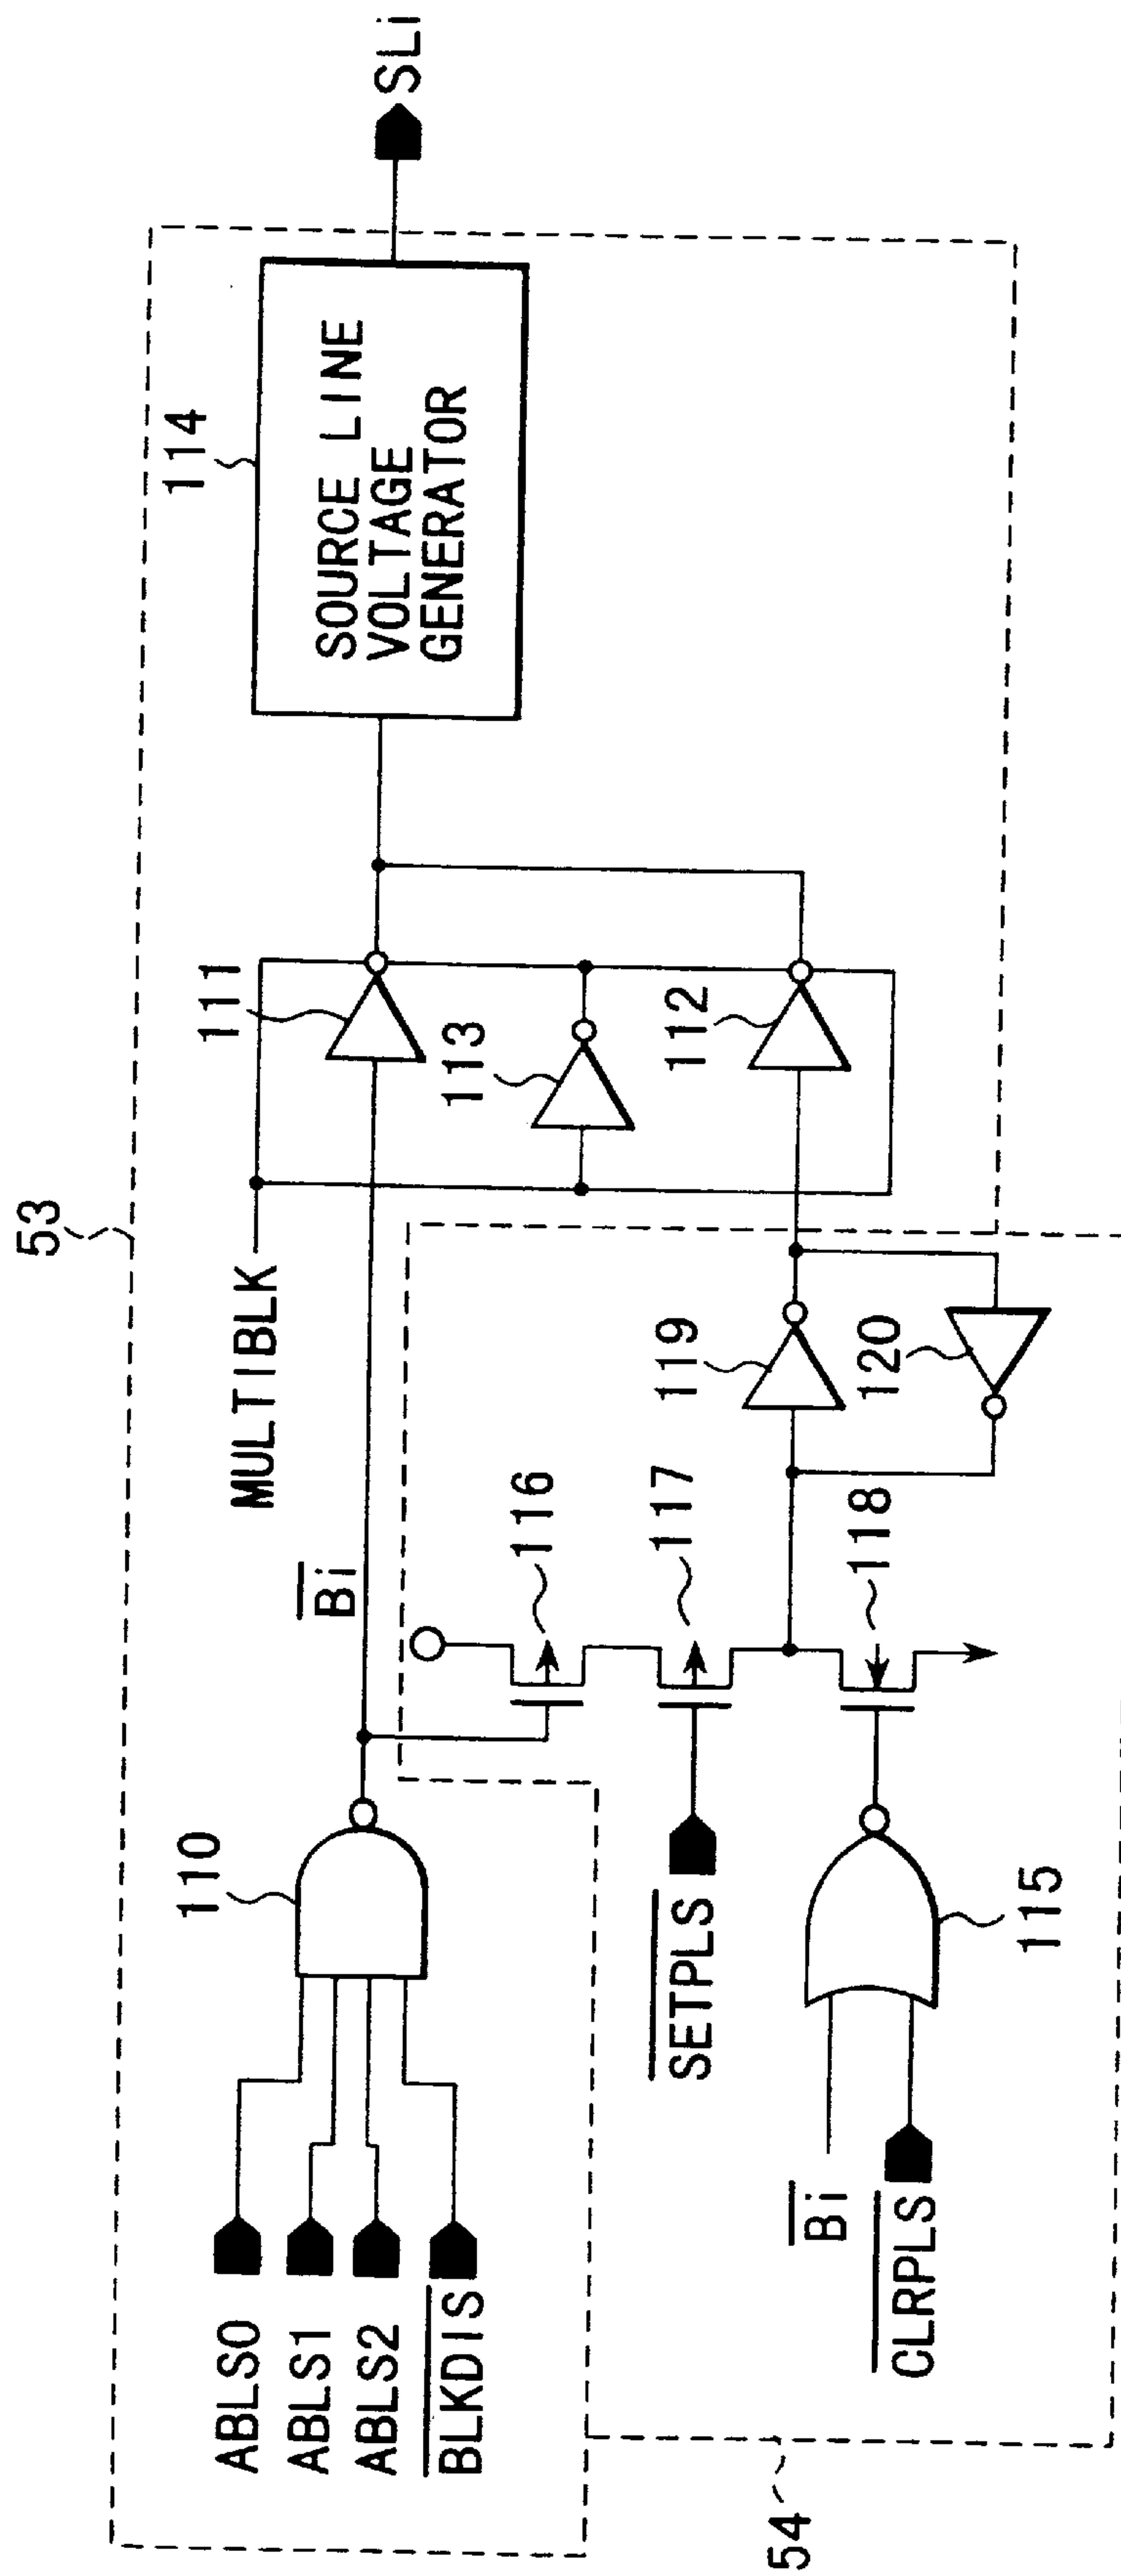 53
114
SOURCE LINE
VOLTAGE
GENERATOR
SLi
MULTIBLK
111
113
112
Bi
110
ABLS0
ABLS1
ABLS2
BLKDIS
116
117
118
119
120
SETPLS
Bi
CLRPLS
115
54